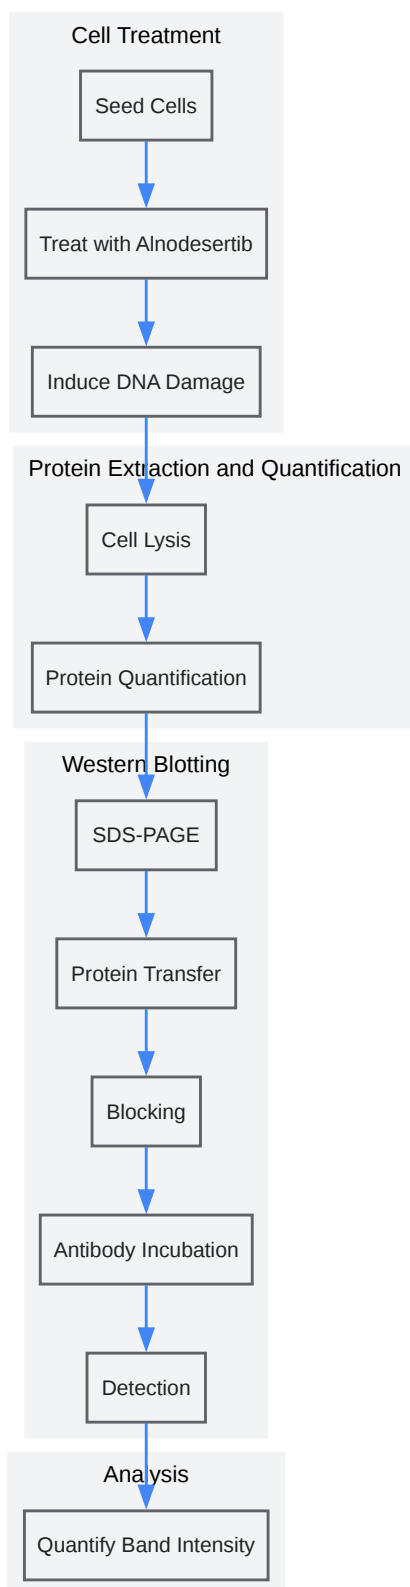 Cell Treatment
Seed Cells
Treat with Alnodesertib
Induce DNA Damage
Protein Extraction and Quantification
Cell Lysis
Protein Quantification
Western Blotting
SDS-PAGE
Protein Transfer
Blocking
Antibody Incubation
Detection
Analysis
Quantify Band Intensity